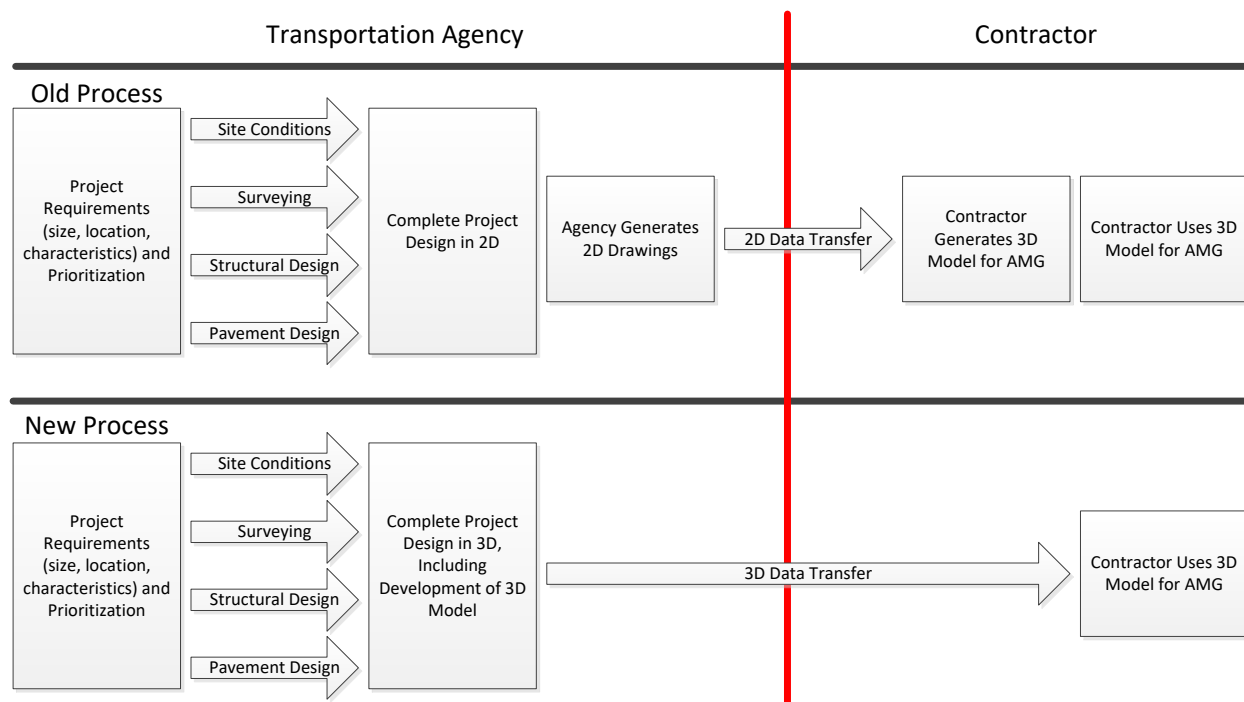 Transportation Agency
Contractor
Old Process
Project
Requirements
(size, location,
characteristics) and
Prioritization
Site Conditions
Surveying
Structural Design
Pavement Design
Complete Project
Design in 2D
Agency Generates
2D Drawings
2D Data Transfer
Contractor
Generates 3D
Model for AMG
Contractor Uses 3D
Model for AMG
New Process
Project
Requirements
(size, location,
characteristics) and
Prioritization
Site Conditions
Surveying
Structural Design
Pavement Design
Complete Project
Design in 3D,
Including
Development of 3D
Model
3D Data Transfer
Contractor Uses 3D
Model for AMG